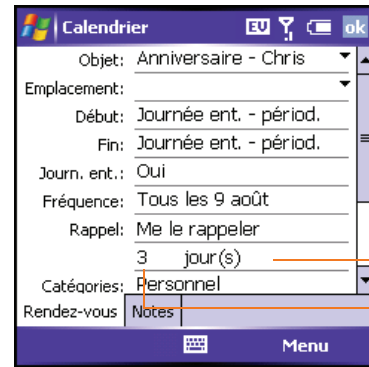 Calendrier EV ok
Objet: Anniversaire - Chris
Emplacement:
Début: Journée ent. - périod.
Fin: Journée ent. - périod.
Journ. ent.: Oui
Fréquence: Tous les 9 août
Rappel: Me le rappeler
3 jour(s)
Catégories: Personnel
Rendez-vous Notes
Menu